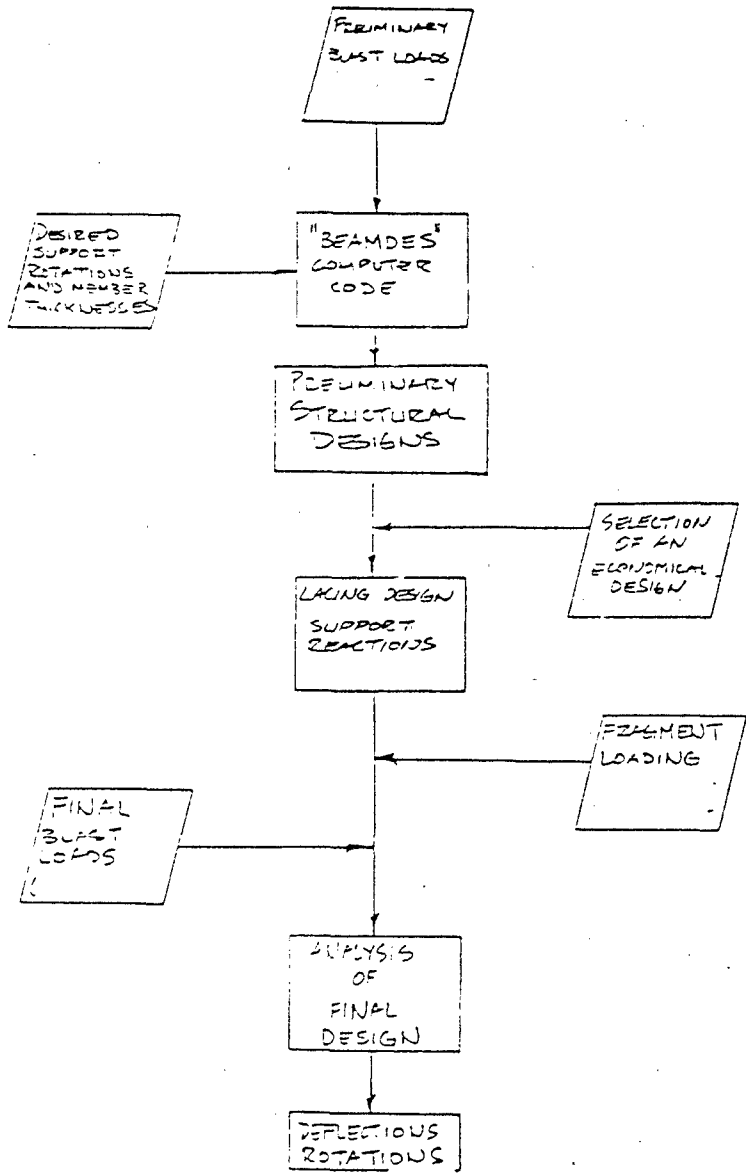 PRELIMINARY
BLAST LOADS
DESIRED
SUPPORT
ROTATIONS
AND MEMBER
THICKNESSES
"BEAMDES"
COMPUTER
CODE
PRELIMINARY
STRUCTURAL
DESIGNS
SELECTION
OF AN
ECONOMICAL
DESIGN
LACING DESIGN
SUPPORT
REACTIONS
FRAGMENT
LOADING
FINAL
BLAST
LOADS
ANALYSIS
OF
FINAL
DESIGN
DEFLECTIONS
ROTATIONS